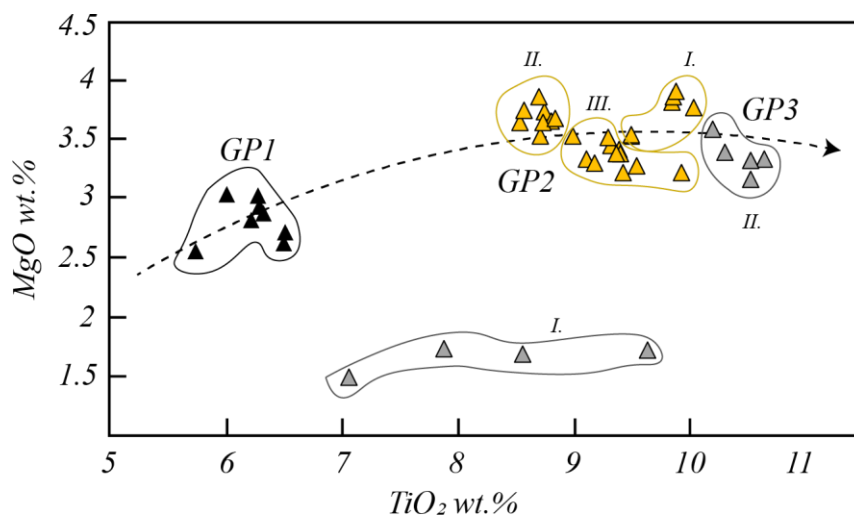 4.5
4
3.5
3
2.5
2
1.5
MgO wt.%
GP1
II.
III.
I.
GP2
GP3
II.
I.
5
6
7
8
9
10
11
TiO₂ wt.%